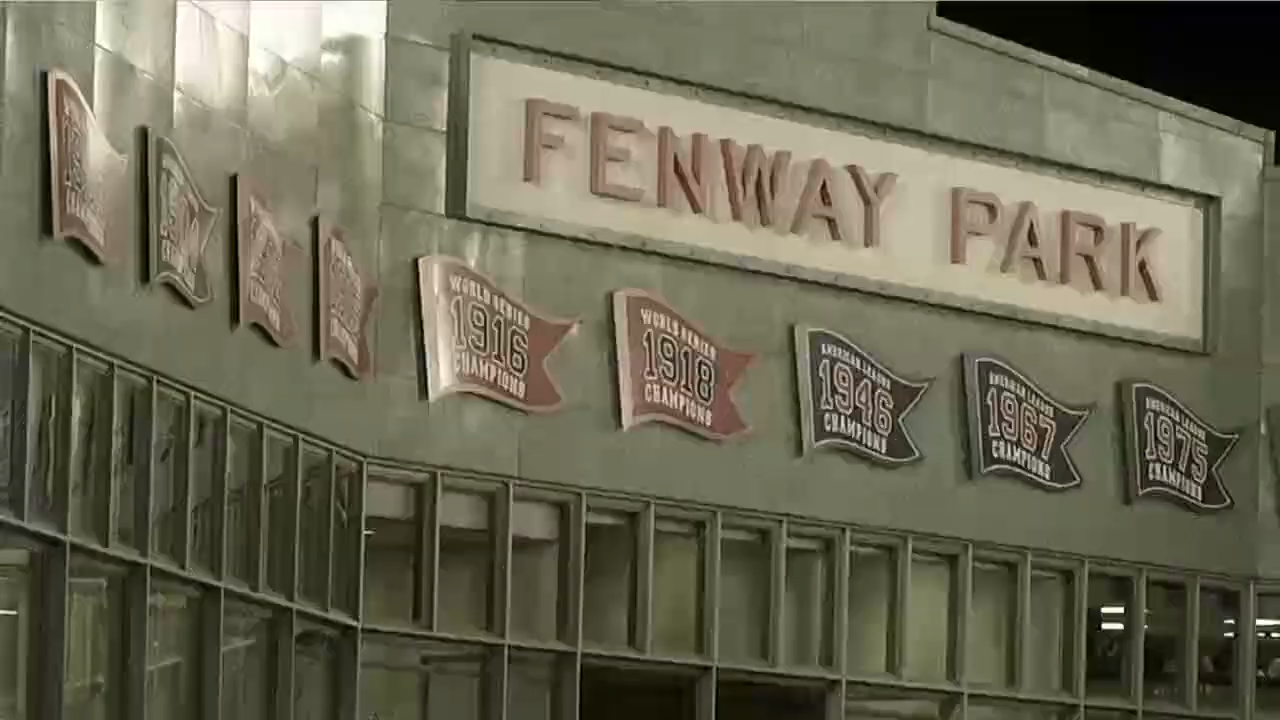 FENWAY PARK
WORLD SERIES
1916
CHAMPIONS
WORLD SERIES
1918
CHAMPIONS
AMERICAN LEAGUE
1946
CHAMPIONS
AMERICAN LEAGUE
1967
CHAMPIONS
AMERICAN LEAGUE
1975
CHAMPIONS